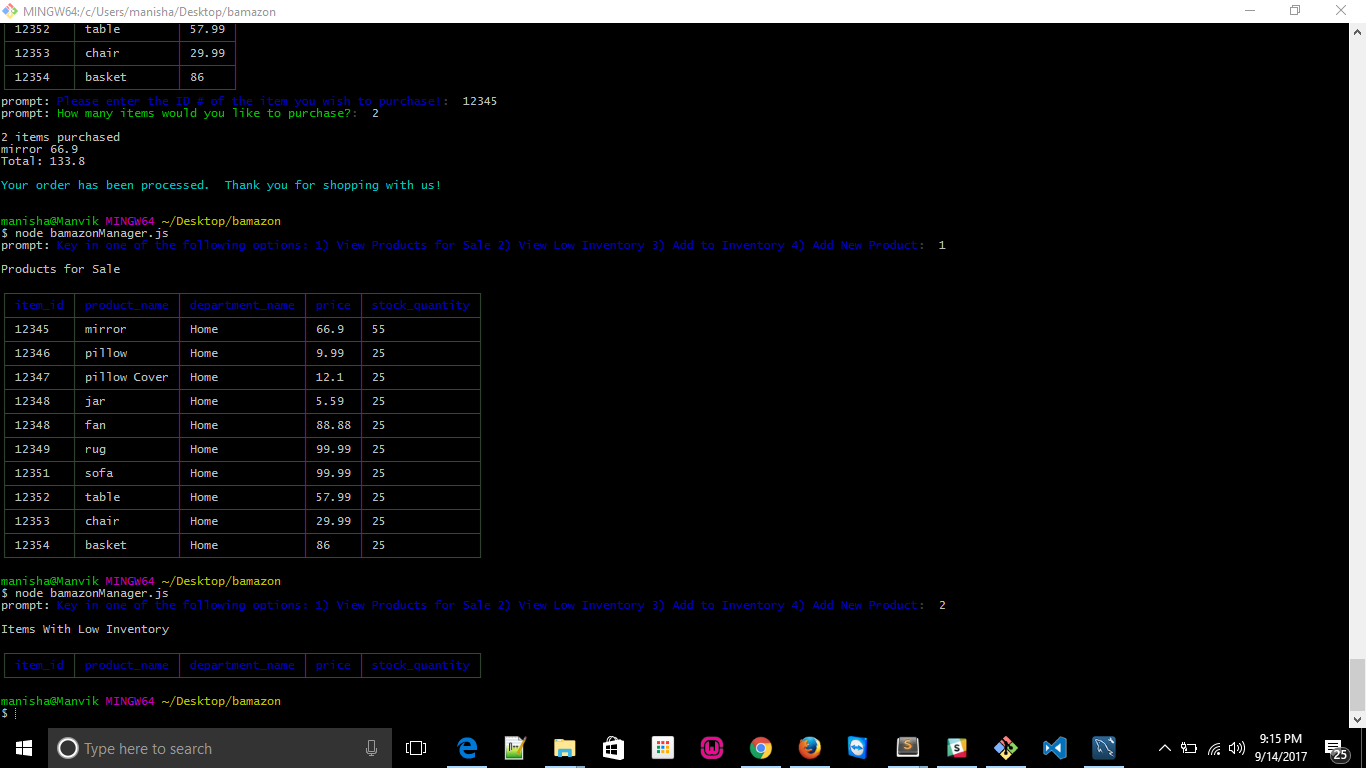 MINGW64:/c/Users/manisha/Desktop/bamazon
12352 table 57.99
12353 chair 29.99
12354 basket 86
prompt: Please enter the ID # of the item you wish to purchase!: 12345
prompt: How many items would you like to purchase?: 2
2 items purchased
mirror 66.9
Total: 133.8
Your order has been processed. Thank you for shopping with us!
manisha@Manvik MINGW64 ~/Desktop/bamazon
$ node bamazonManager.js
prompt: Key in one of the following options: 1) View Products for Sale 2) View Low Inventory 3) Add to Inventory 4) Add New Product: 1
Products for Sale
item_id product_name department_name price stock_quantity
12345 mirror Home 66.9 55
12346 pillow Home 9.99 25
12347 pillow Cover Home 12.1 25
12348 jar Home 5.59 25
12348 fan Home 88.88 25
12349 rug Home 99.99 25
12351 sofa Home 99.99 25
12352 table Home 57.99 25
12353 chair Home 29.99 25
12354 basket Home 86 25
manisha@Manvik MINGW64 ~/Desktop/bamazon
$ node bamazonManager.js
prompt: Key in one of the following options: 1) View Products for Sale 2) View Low Inventory 3) Add to Inventory 4) Add New Product: 2
Items With Low Inventory
item_id product_name department_name price stock_quantity
manisha@Manvik MINGW64 ~/Desktop/bamazon
$
Type here to search
9:15 PM
9/14/2017
25